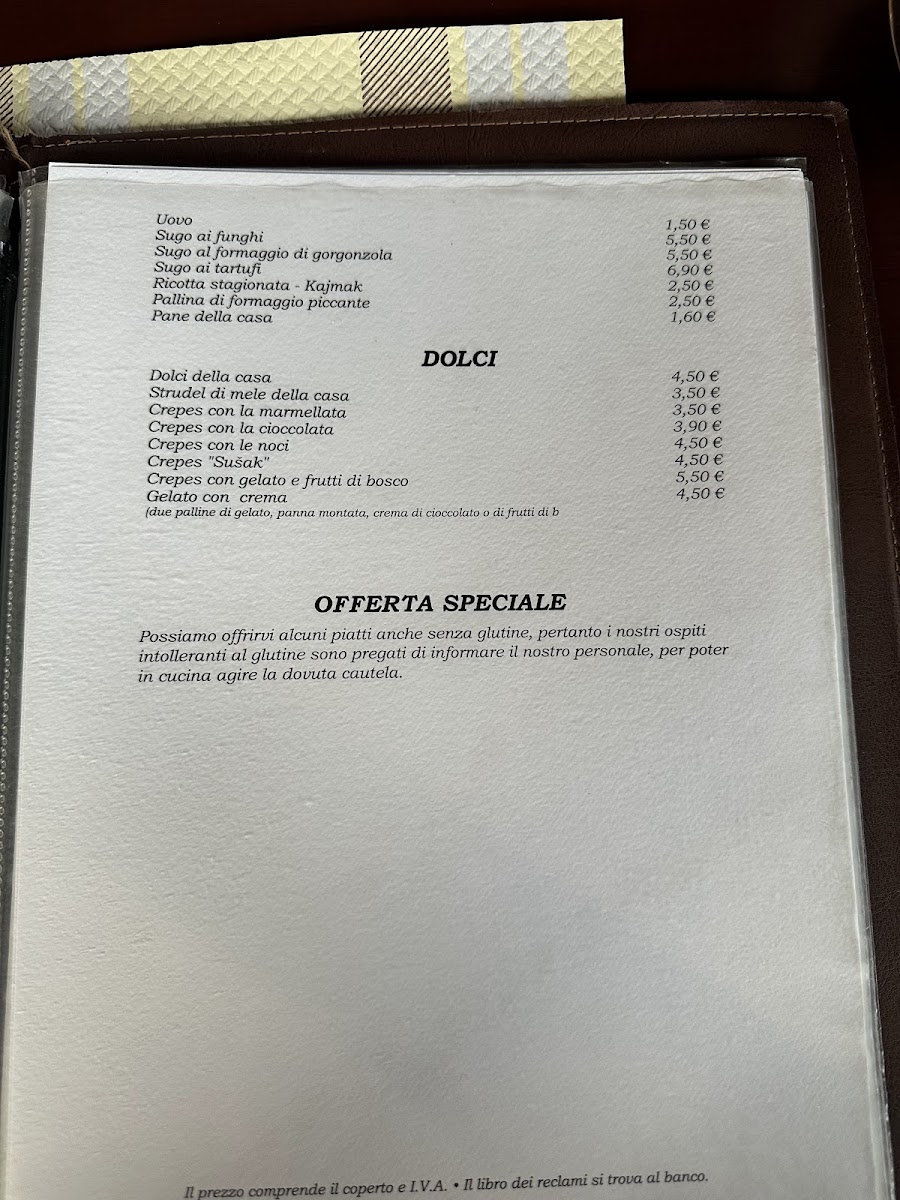 Uovo 1,50 €
Sugo ai funghi 5,50 €
Sugo al formaggio di gorgonzola 5,50 €
Sugo ai tartufi 6,90 €
Ricotta stagionata - Kajmak 2,50 €
Pallina di formaggio piccante 2,50 €
Pane della casa 1,60 €
DOLCI
Dolci della casa 4,50 €
Strudel di mele della casa 3,50 €
Crepes con la marmellata 3,50 €
Crepes con la cioccolata 3,90 €
Crepes con le noci 4,50 €
Crepes "Sušak" 4,50 €
Crepes con gelato e frutti di bosco 5,50 €
Gelato con crema 4,50 €
(due palline di gelato, panna montata, crema di cioccolato o di frutti di b
OFFERTA SPECIALE
Possiamo offrirvi alcuni piatti anche senza glutine, pertanto i nostri ospiti
intolleranti al glutine sono pregati di informare il nostro personale, per poter
in cucina agire la dovuta cautela.
Il prezzo comprende il coperto e I.V.A. • Il libro dei reclami si trova al banco.